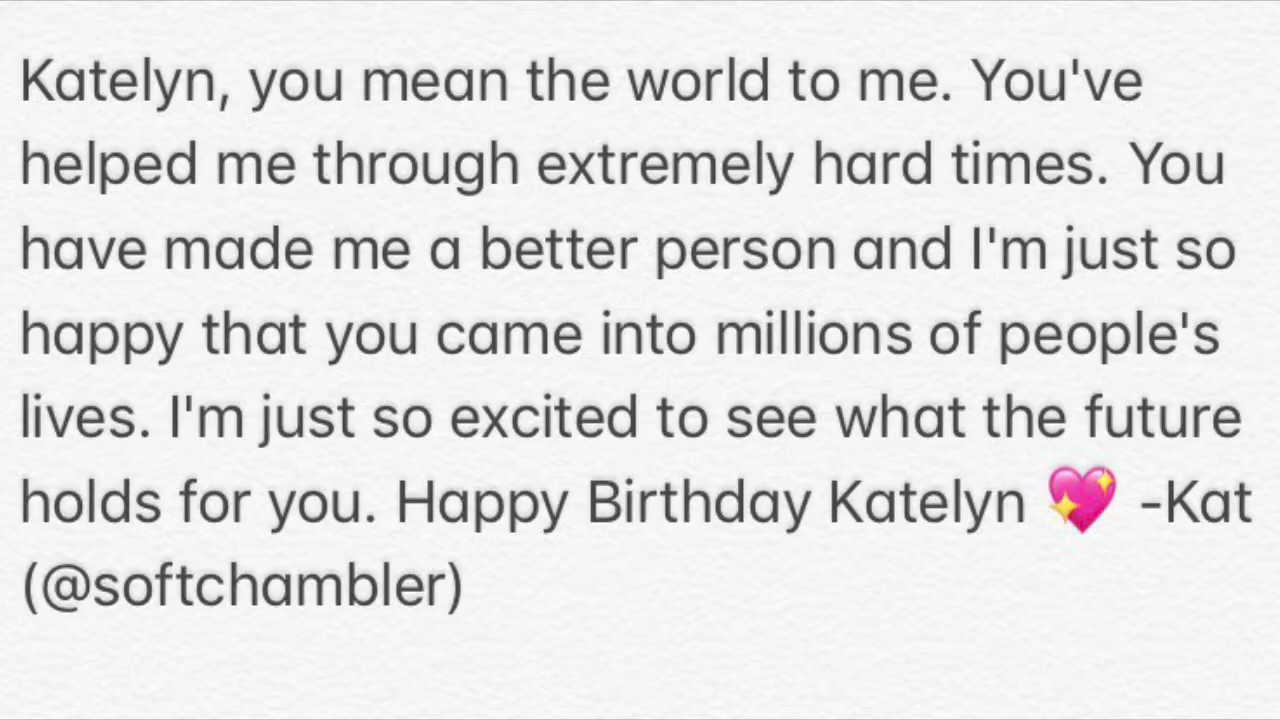 Katelyn, you mean the world to me. You've
helped me through extremely hard times. You
have made me a better person and I'm just so
happy that you came into millions of people's
lives. I'm just so excited to see what the future
holds for you. Happy Birthday Katelyn 💖 -Kat
(@softchambler)